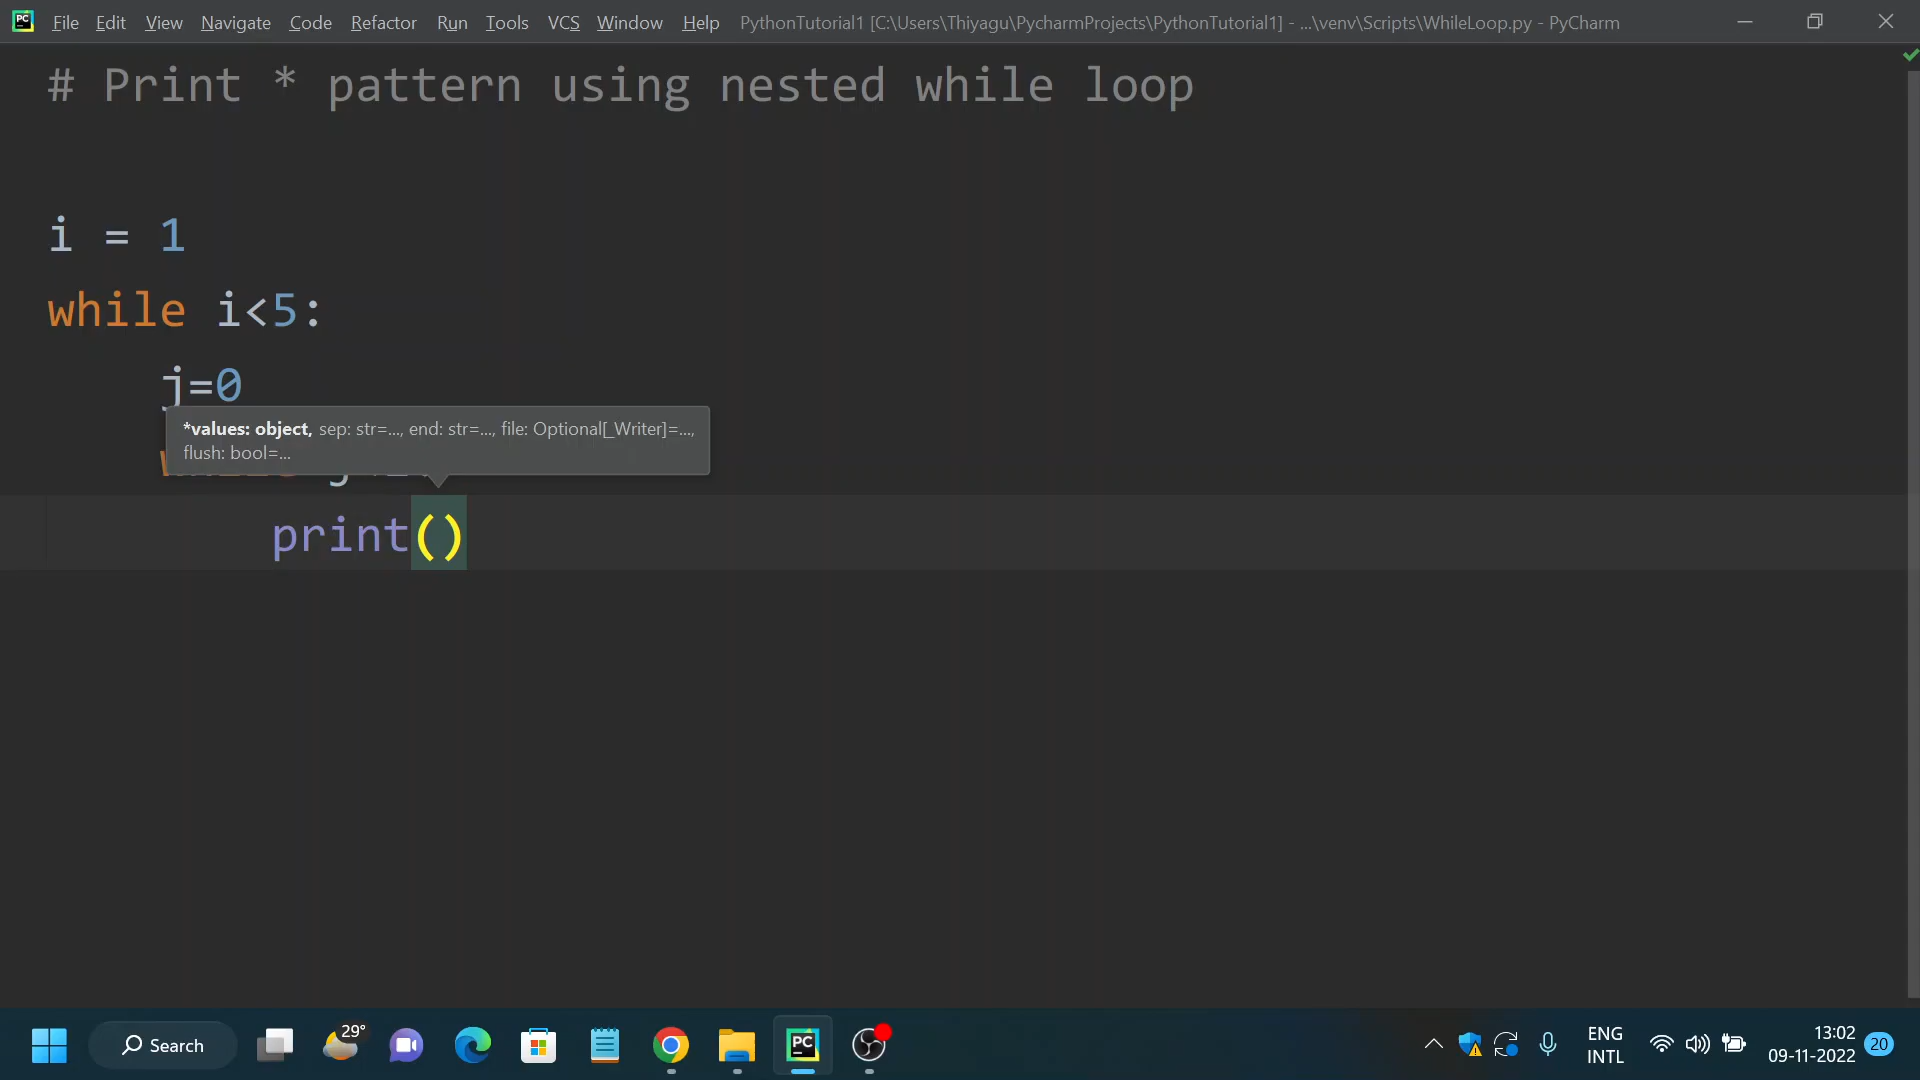 PC File Edit View Navigate Code Refactor Run Tools VCS Window Help PythonTutorial1 [C:\Users\Thiyagu\PycharmProjects\PythonTutorial1] - ...\venv\Scripts\WhileLoop.py - PyCharm
# Print * pattern using nested while loop
i = 1
while i<5:
j=0
*values: object, sep: str=..., end: str=..., file: Optional[_Writer]=...,
flush: bool=...
print()
Search
29°
PC
ENG
INTL
13:02
09-11-2022
20